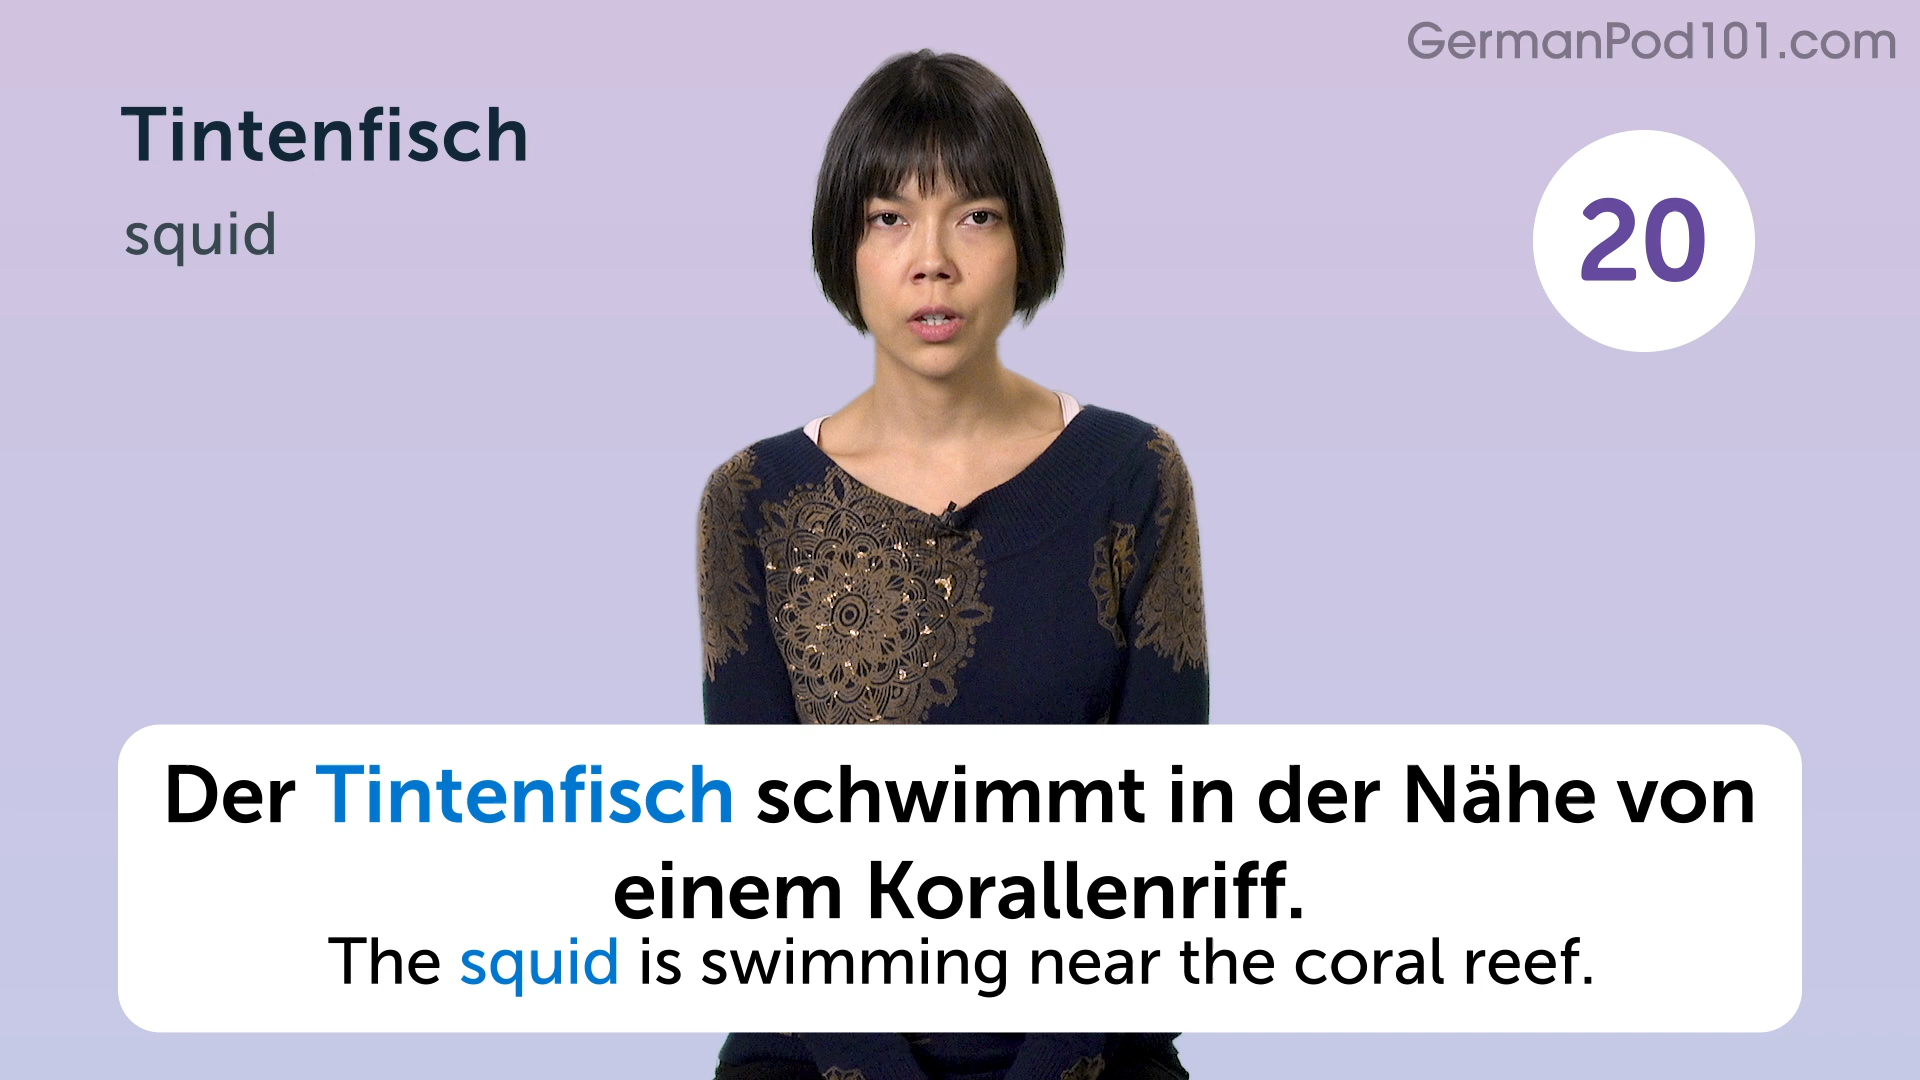 GermanPod101.com
Tintenfisch
squid
20
Der Tintenfisch schwimmt in der Nähe von
einem Korallenriff.
The squid is swimming near the coral reef.